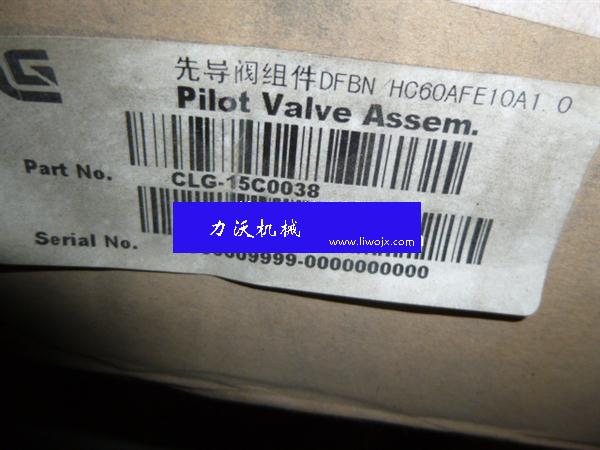 先导阀组件DFBN/HC60AFE10A1.0
Pilot Valve Assem.
Part No.
CLG-15C0038
力沃机械
www.liwojx.com
Serial No.
9999-0000000000